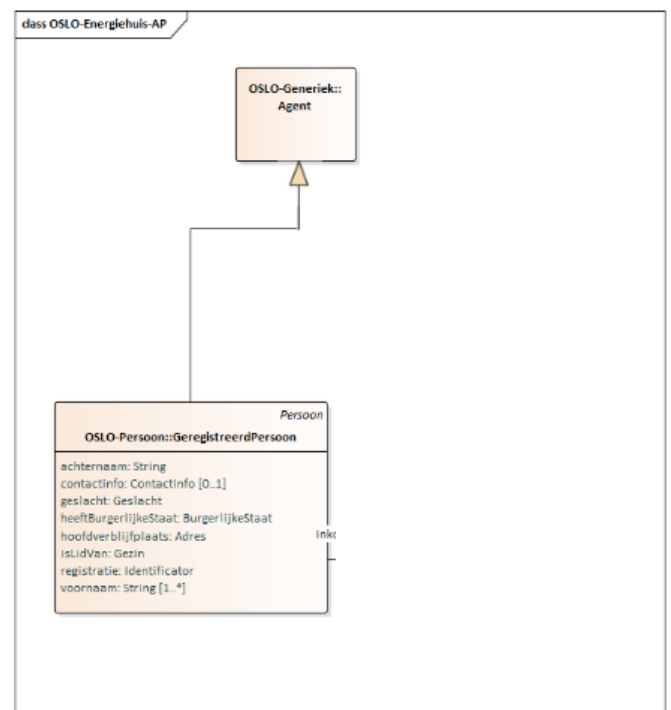 class OSLO-Energiehuis-AP
OSLO-Generiek::
Agent
Persoon
OSLO-Persoon::GeregistreerdPersoon
achternaam: String
contactinfo: ContactInfo [0..1]
geslacht: Geslacht
heeftBurgerlijkeStaat: BurgerlijkeStaat
hoofdverblijfplaats: Adres
isLidVan: Gezin
registratie: Identificator
voornaam: String [1..*]